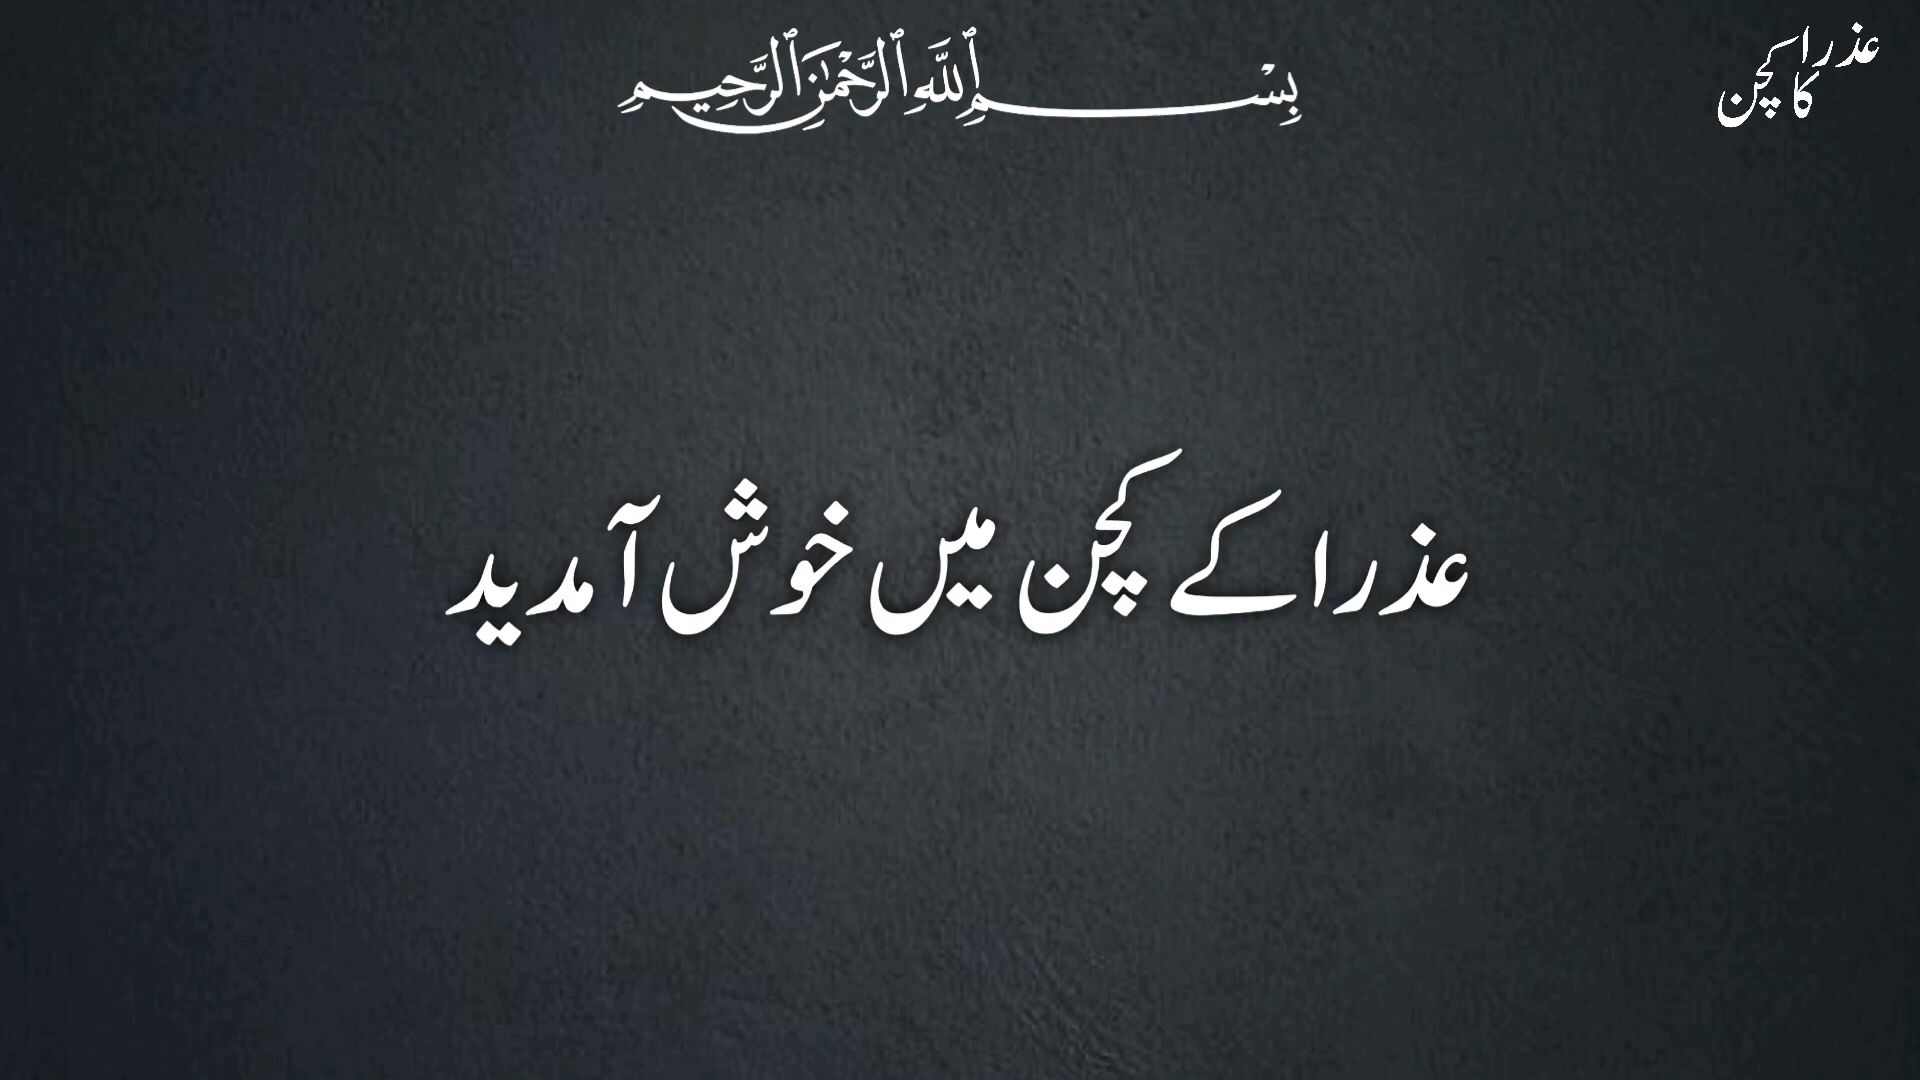 بِسْمِ ٱللَّهِ ٱلرَّحْمَٰنِ ٱلرَّحِيمِ
عذرا کا کچن
عذرا کے کچن میں خوش آمدید